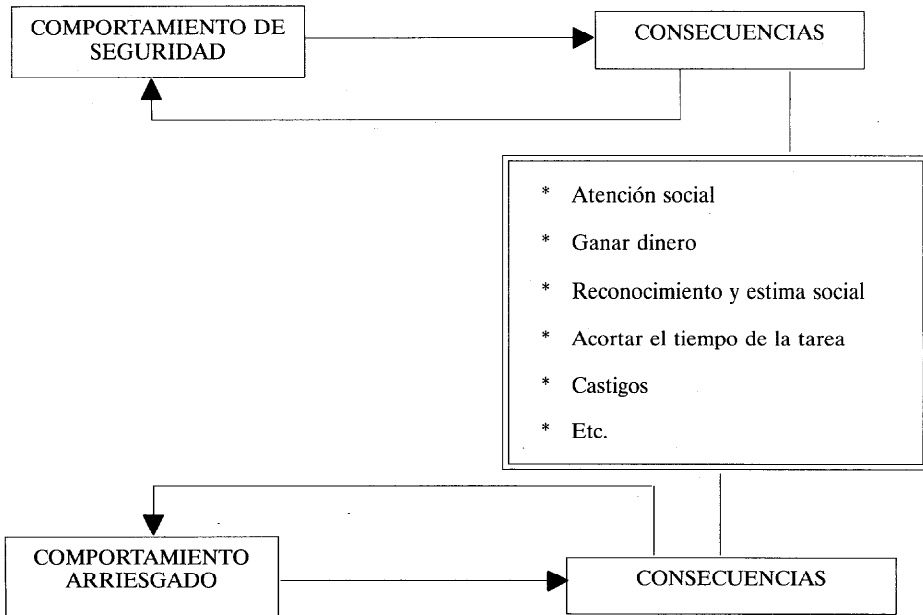 COMPORTAMIENTO DE
SEGURIDAD
CONSECUENCIAS
* Atención social
* Ganar dinero
* Reconocimiento y estima social
* Acortar el tiempo de la tarea
* Castigos
* Etc.
COMPORTAMIENTO
ARRIESGADO
CONSECUENCIAS